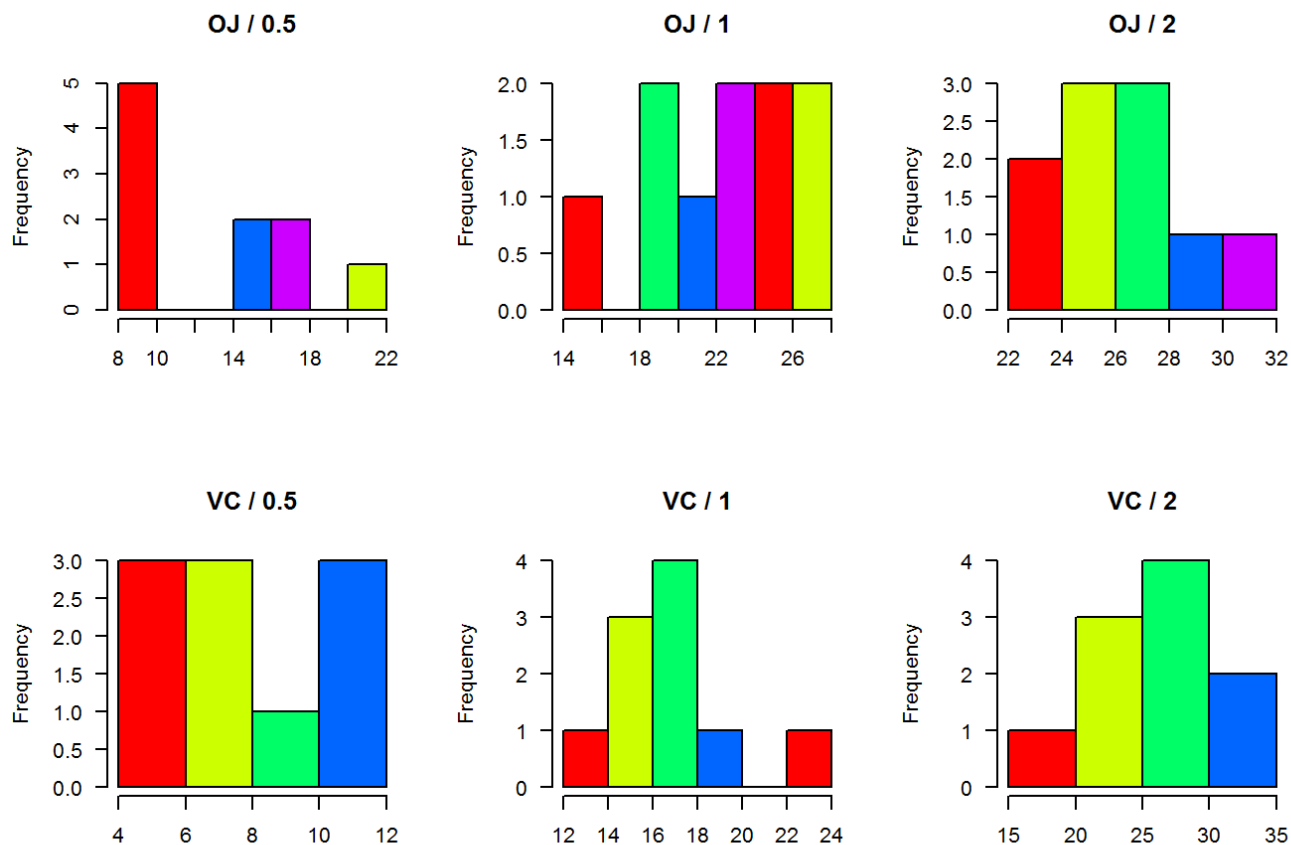 OJ / 0.5
Frequency
5
4
3
2
1
0
8 10 14 18 22
OJ / 1
Frequency
2.0
1.5
1.0
0.5
0.0
14 18 22 26
OJ / 2
Frequency
3.0
2.5
2.0
1.5
1.0
0.5
0.0
22 24 26 28 30 32
VC / 0.5
Frequency
3.0
2.5
2.0
1.5
1.0
0.5
0.0
4 6 8 10 12
VC / 1
Frequency
4
3
2
1
0
12 14 16 18 20 22 24
VC / 2
Frequency
4
3
2
1
0
15 20 25 30 35